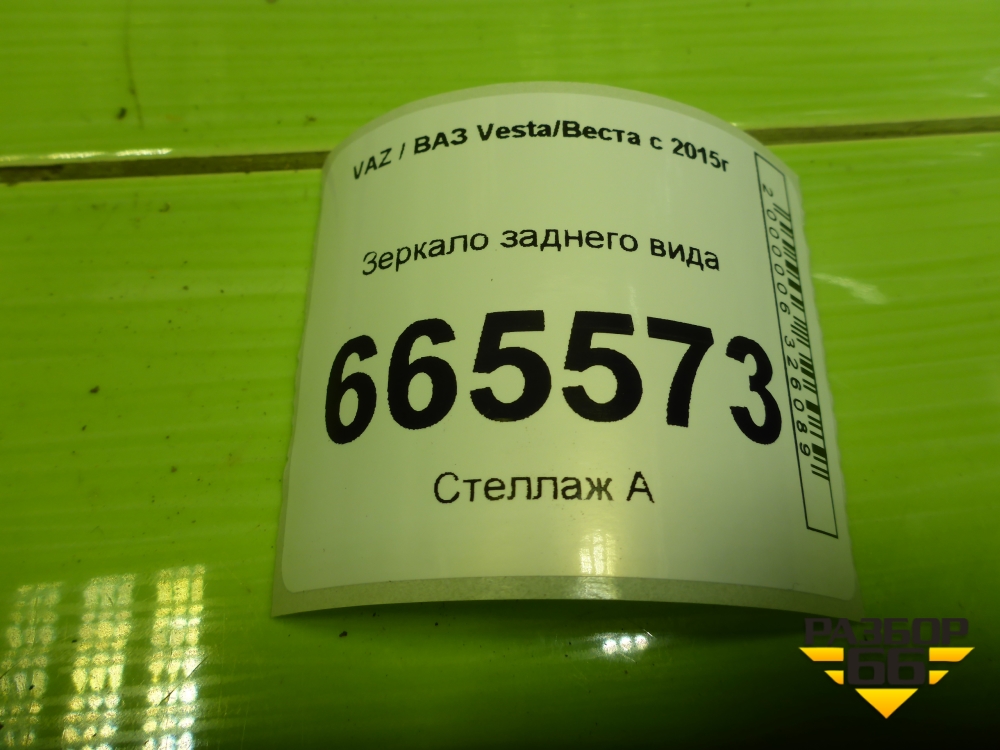 VAZ / ВАЗ Vesta/Веста с 2015г
Зеркало заднего вида
665573
Стеллаж А
2000006326089
РАЗБОР
66